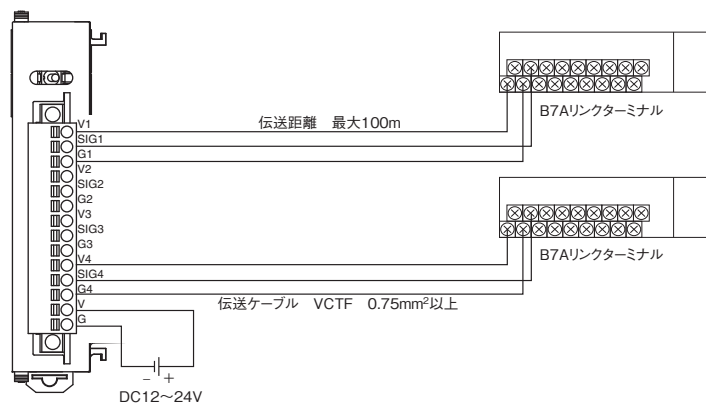 V1
SIG1
G1
V2
SIG2
G2
V3
SIG3
G3
V4
SIG4
G4
V
G
伝送距離 最大100m
B7Aリンクターミナル
B7Aリンクターミナル
伝送ケーブル VCTF 0.75mm²以上
− +
DC12～24V